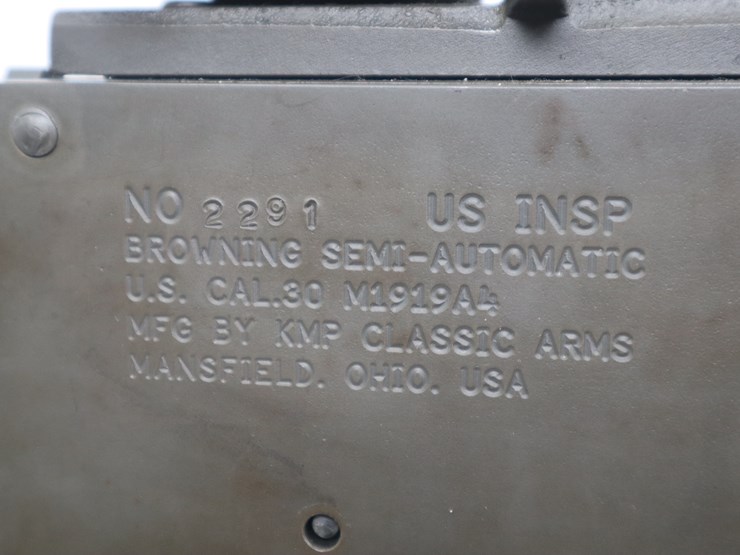 NO 2291 US INSP
BROWNING SEMI-AUTOMATIC
U.S. CAL.30 M1919A4
MFG BY KMP CLASSIC ARMS
MANSFIELD. OHIO. USA